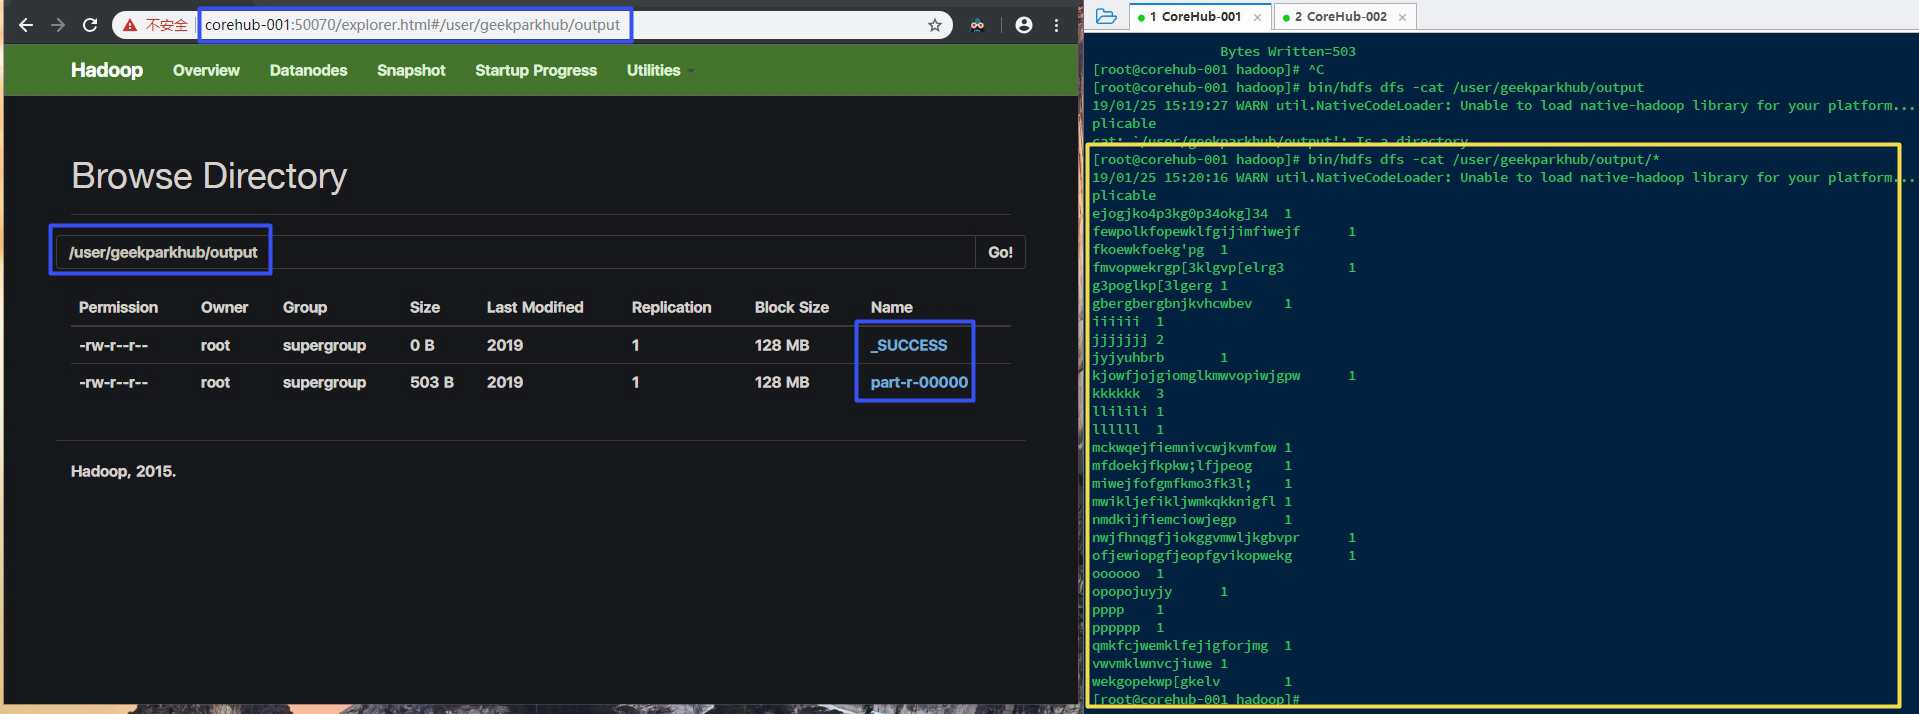 不安全
corehub-001:50070/explorer.html#/user/geekparkhub/output
Hadoop Overview Datanodes Snapshot Startup Progress Utilities
Browse Directory
/user/geekparkhub/output Go!
Permission Owner Group Size Last Modified Replication Block Size Name
-rw-r--r-- root supergroup 0 B 2019 1 128 MB _SUCCESS
-rw-r--r-- root supergroup 503 B 2019 1 128 MB part-r-00000
Hadoop, 2015.
1 CoreHub-001 × 2 CoreHub-002 ×
Bytes Written=503
[root@corehub-001 hadoop]# ^C
[root@corehub-001 hadoop]# bin/hdfs dfs -cat /user/geekparkhub/output
19/01/25 15:19:27 WARN util.NativeCodeLoader: Unable to load native-hadoop library for your platform...
plicable
cat: `/user/geekparkhub/output': Is a directory
[root@corehub-001 hadoop]# bin/hdfs dfs -cat /user/geekparkhub/output/*
19/01/25 15:20:16 WARN util.NativeCodeLoader: Unable to load native-hadoop library for your platform...
plicable
ejogjko4p3kg0p34okg]34 1
fewpolkfopewklfgijimfiwejf 1
fkoewkfoekg'pg 1
fmvopwekrgp[3klgvp[elrg3 1
g3poglkp[3lgerg 1
gbergbergbnjkvhcwbev 1
iiiiii 1
jjjjjjj 2
jyjyuhbrb 1
kjowfjojgiomglkmwvopiwjgpw 1
kkkkkk 3
llilili 1
llllll 1
mckwqejfiemnivcwjkvmfow 1
mfdoekjfkpkw;lfjpeog 1
miwejfofgmfkmo3fk3l; 1
mwikljefikljwmkqkknigfl 1
nmdkijfiemciowjegp 1
nwjfhnqgfjiokggvmwljkgbvpr 1
ofjewiopgfjeopfgvikopwekg 1
oooooo 1
opopojuyjy 1
pppp 1
pppppp 1
qmkfcjwemklfejigforjmg 1
vwvmklwnvcjiuwe 1
wekgopekwp[gkelv 1
[root@corehub-001 hadoop]#